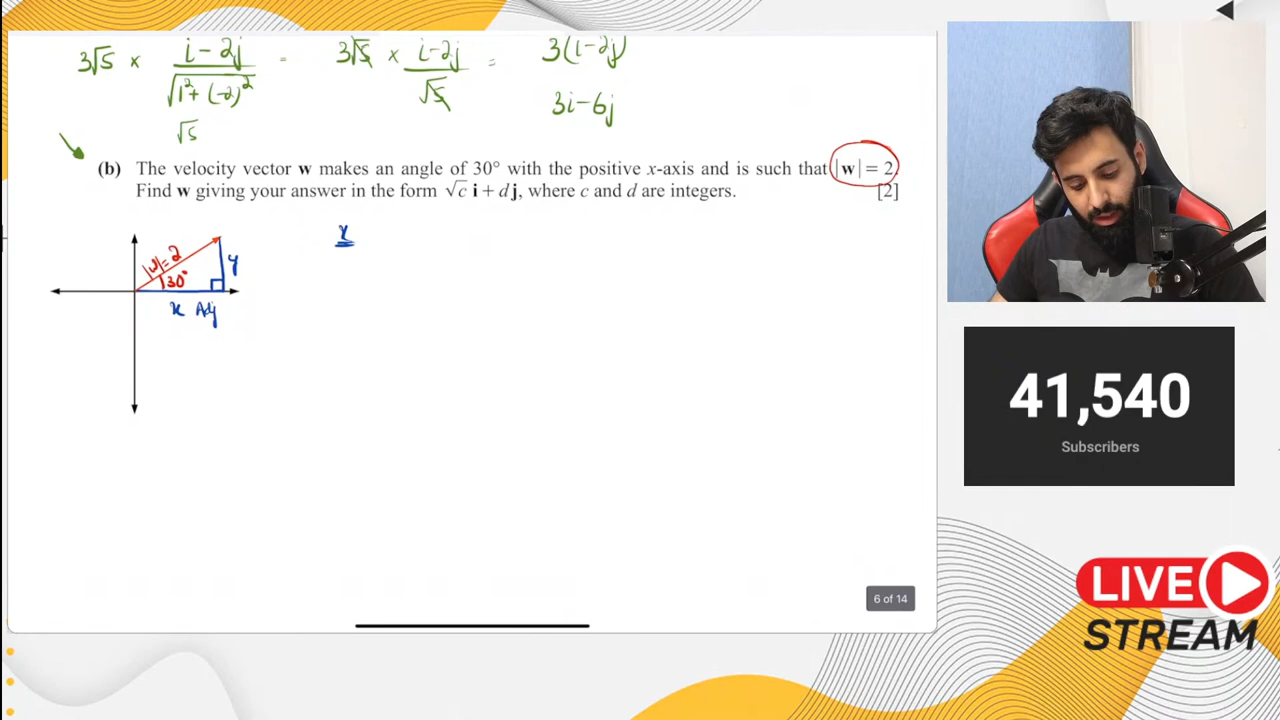 3√5 × i – 2j / √1² + (-2)² = 3√5 × i – 2j / √5 = 3(i – 2j)
√5
3i – 6j
(b) The velocity vector w makes an angle of 30° with the positive x-axis and is such that |w| = 2.
Find w giving your answer in the form √c i + d j, where c and d are integers. [2]
x
|w| = 2
30°
y
x Adj
6 of 14
41,540
Subscribers
LIVE
STREAM